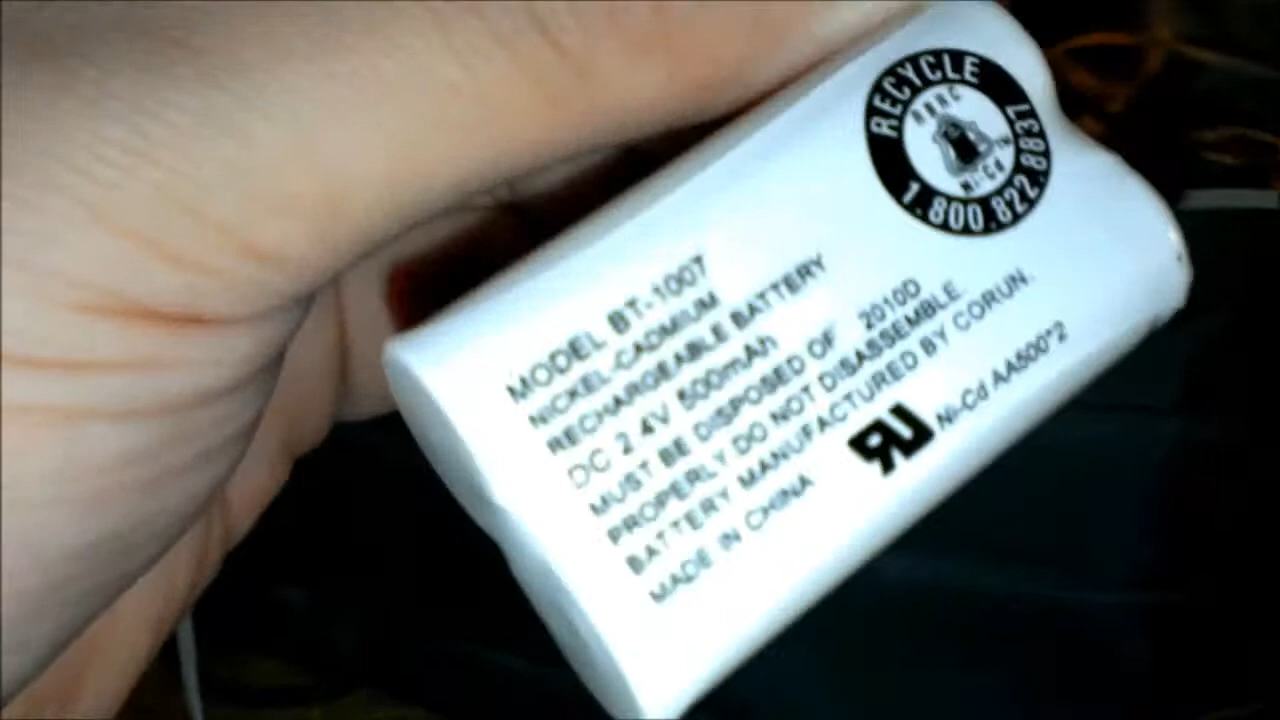 RECYCLE
RBRC
Ni-Cd
1.800.822.8837
MODEL BT-1007
NICKEL-CADMIUM
RECHARGEABLE BATTERY
DC 2.4V 500mAh
MUST BE DISPOSED OF 2010D
PROPERLY DO NOT DISASSEMBLE
BATTERY MANUFACTURED BY CORUN.
MADE IN CHINA
Ni-Cd AA500*2